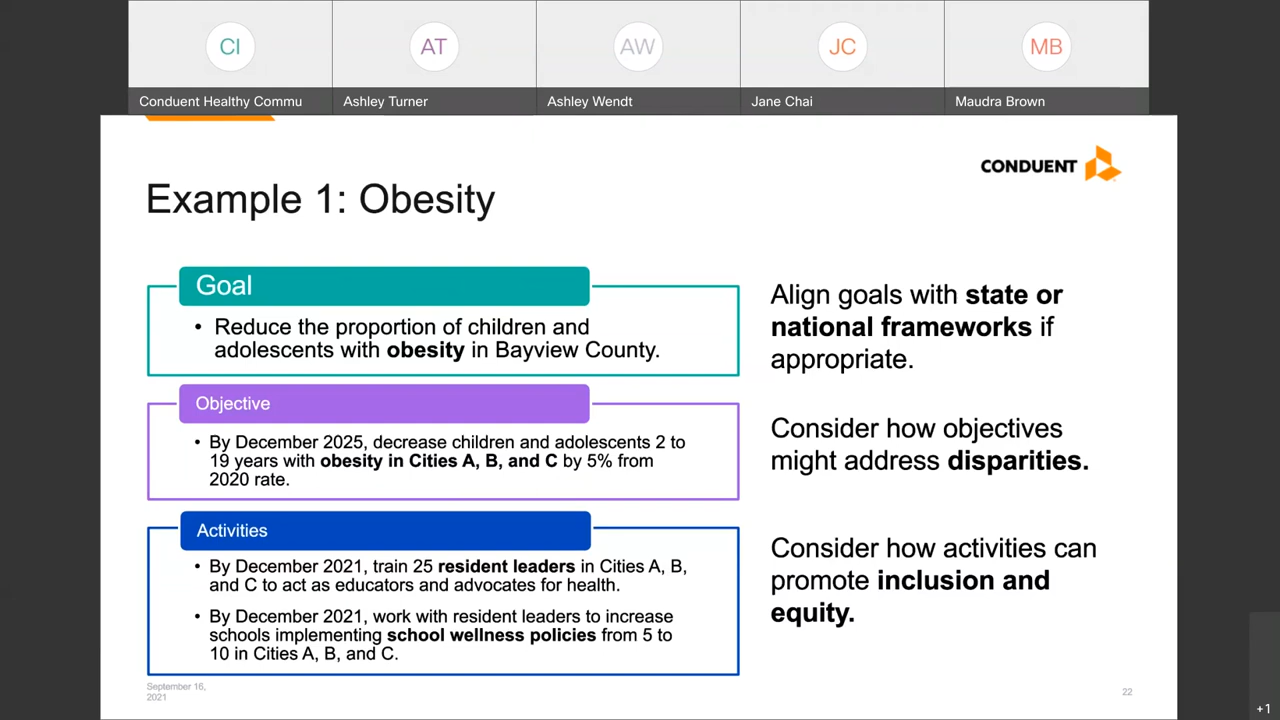 CI
AT
AW
JC
MB
Conduent Healthy Commu
Ashley Turner
Ashley Wendt
Jane Chai
Maudra Brown
CONDUENT
Example 1: Obesity
Goal
• Reduce the proportion of children and
adolescents with obesity in Bayview County.
Align goals with state or
national frameworks if
appropriate.
Objective
• By December 2025, decrease children and adolescents 2 to
19 years with obesity in Cities A, B, and C by 5% from
2020 rate.
Consider how objectives
might address disparities.
Activities
• By December 2021, train 25 resident leaders in Cities A, B,
and C to act as educators and advocates for health.
• By December 2021, work with resident leaders to increase
schools implementing school wellness policies from 5 to
10 in Cities A, B, and C.
Consider how activities can
promote inclusion and
equity.
September 16,
2021
22
+1